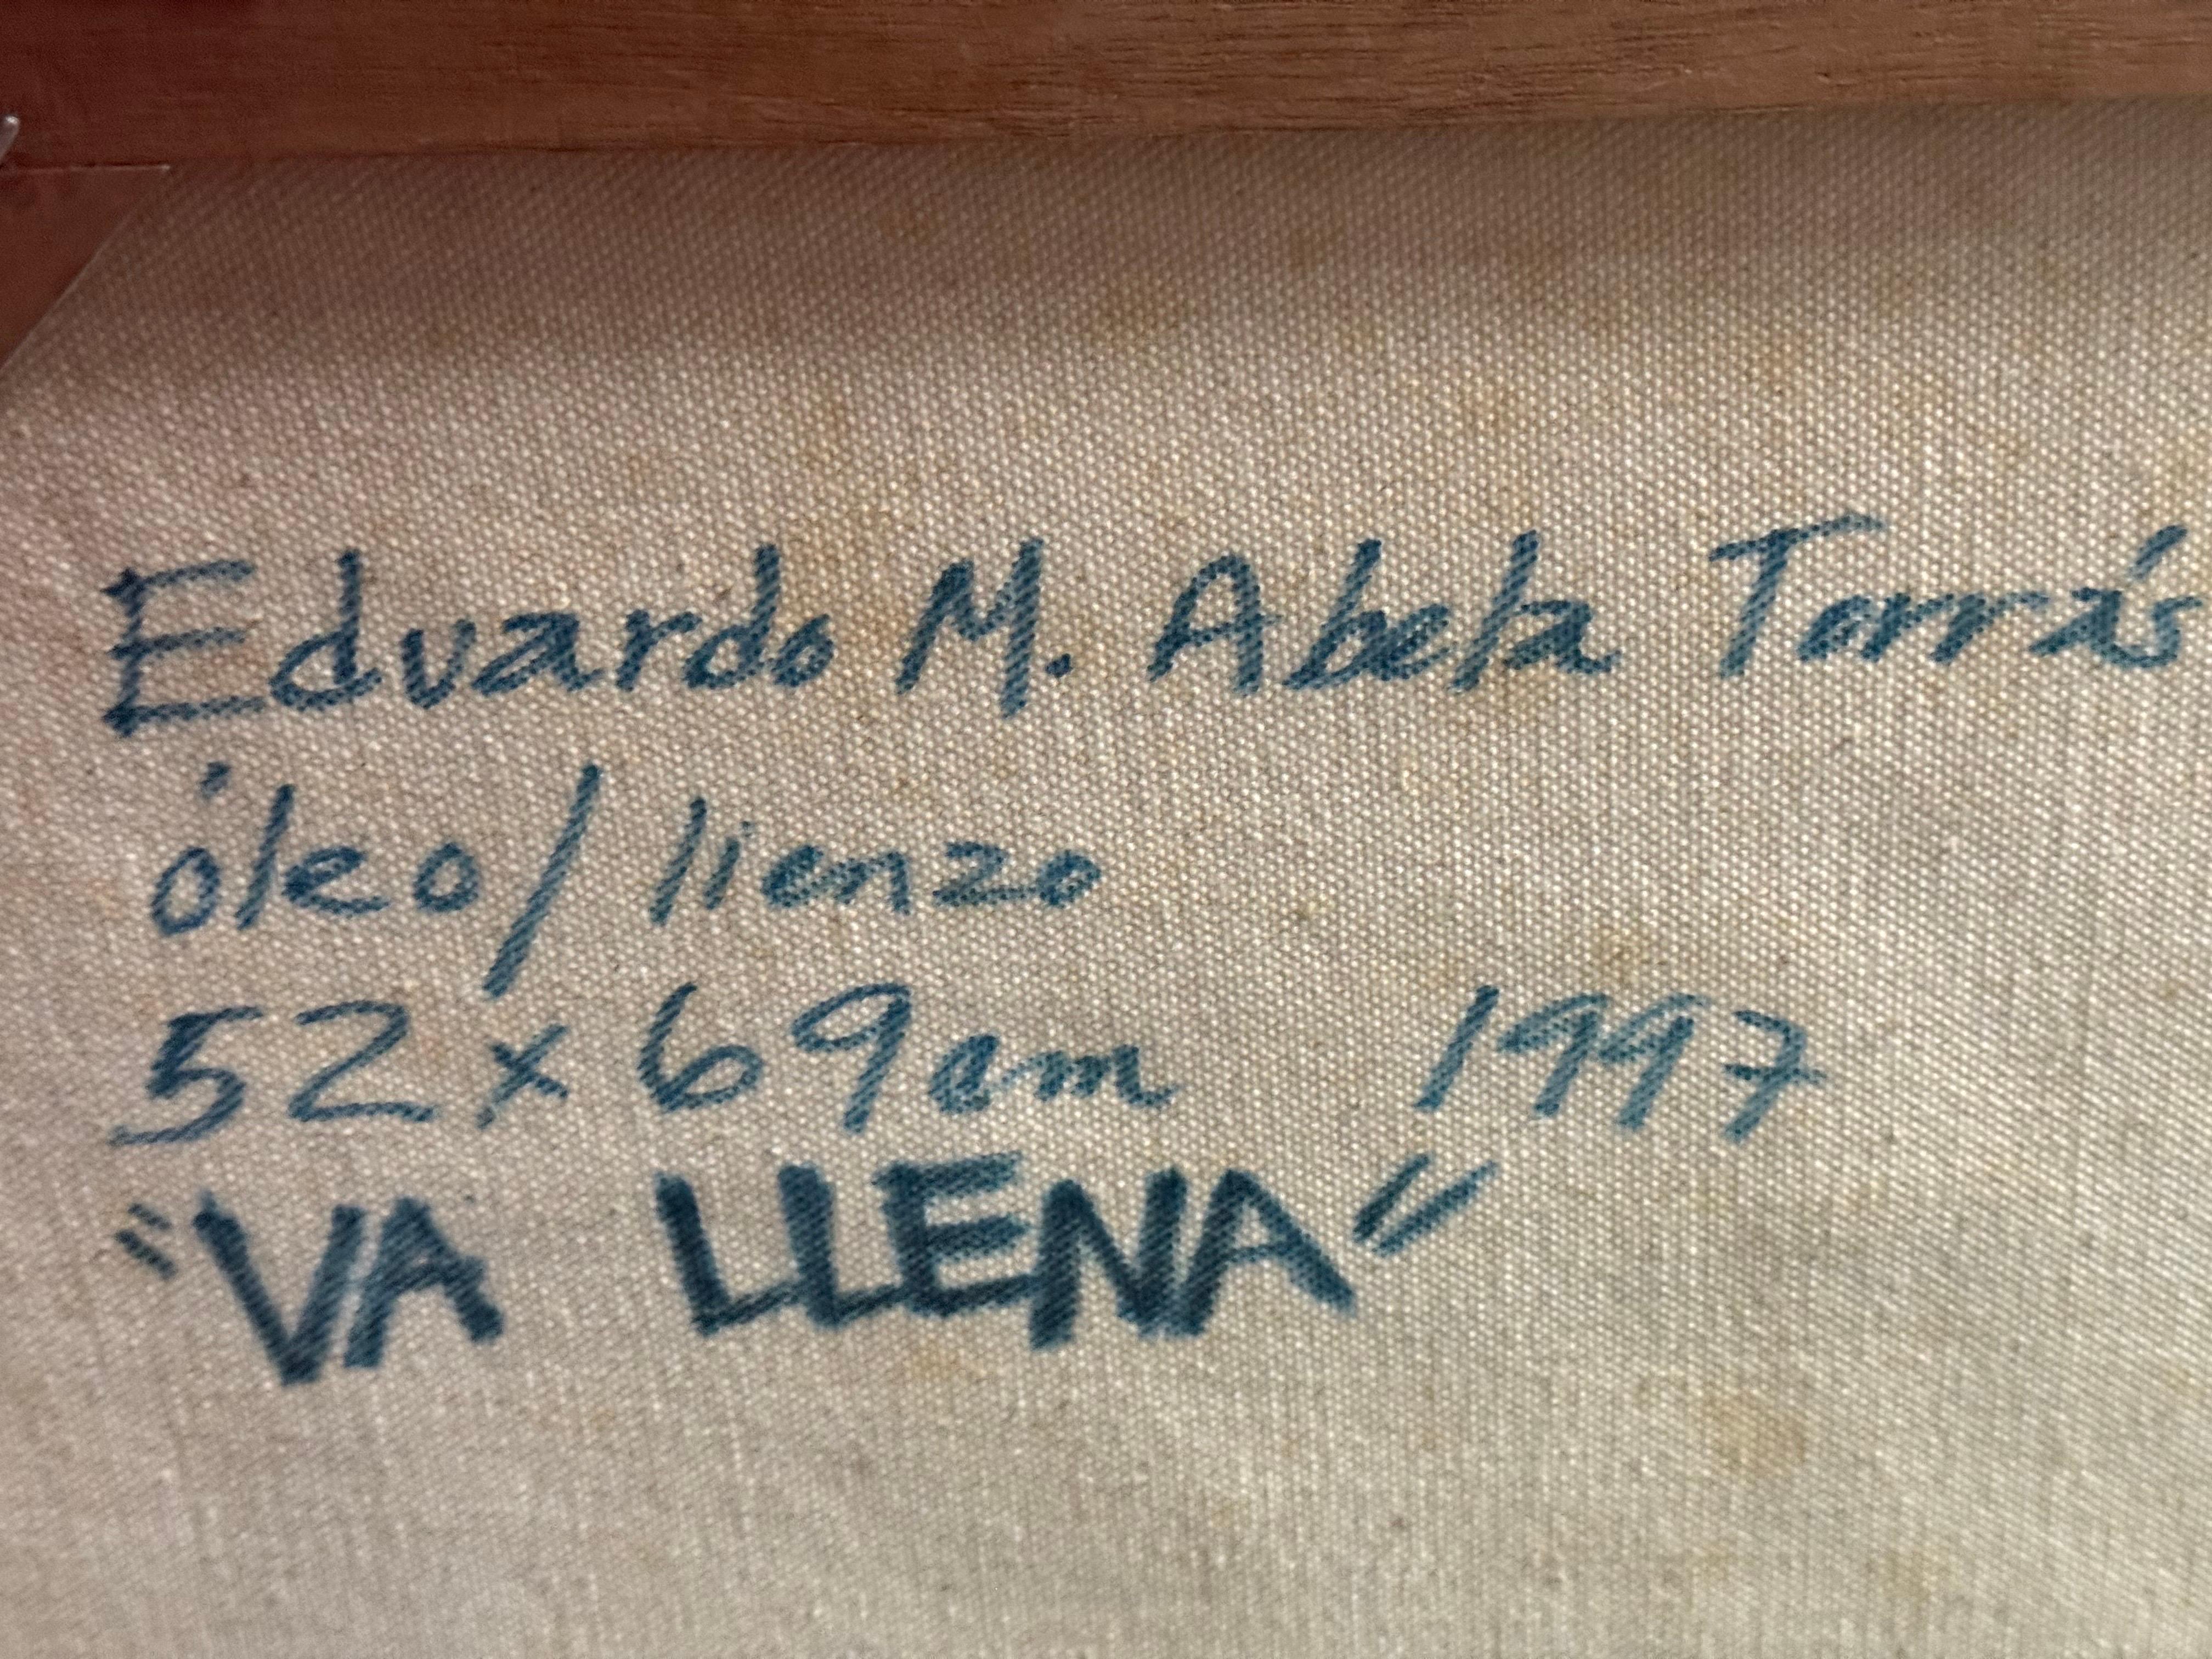 Eduardo M. Abela Torrás
óleo/lienzo
52 x 69 cm 1997
"VA LLENA"